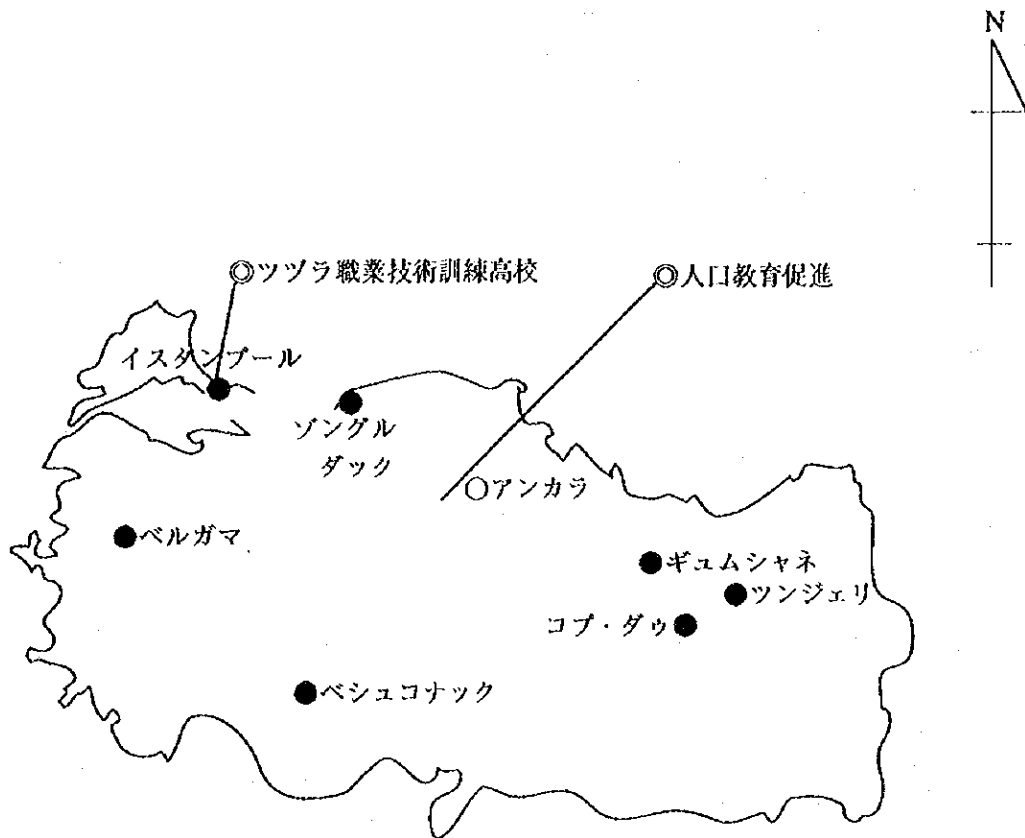 N
◎ツヅラ職業技術訓練高校
◎人口教育促進
イスタンブール
ゾングル
ダック
○アンカラ
●ベルガマ
●ギュムシャネ
●ツンジェリ
コプ・ダゥ●
●ベシュコナック